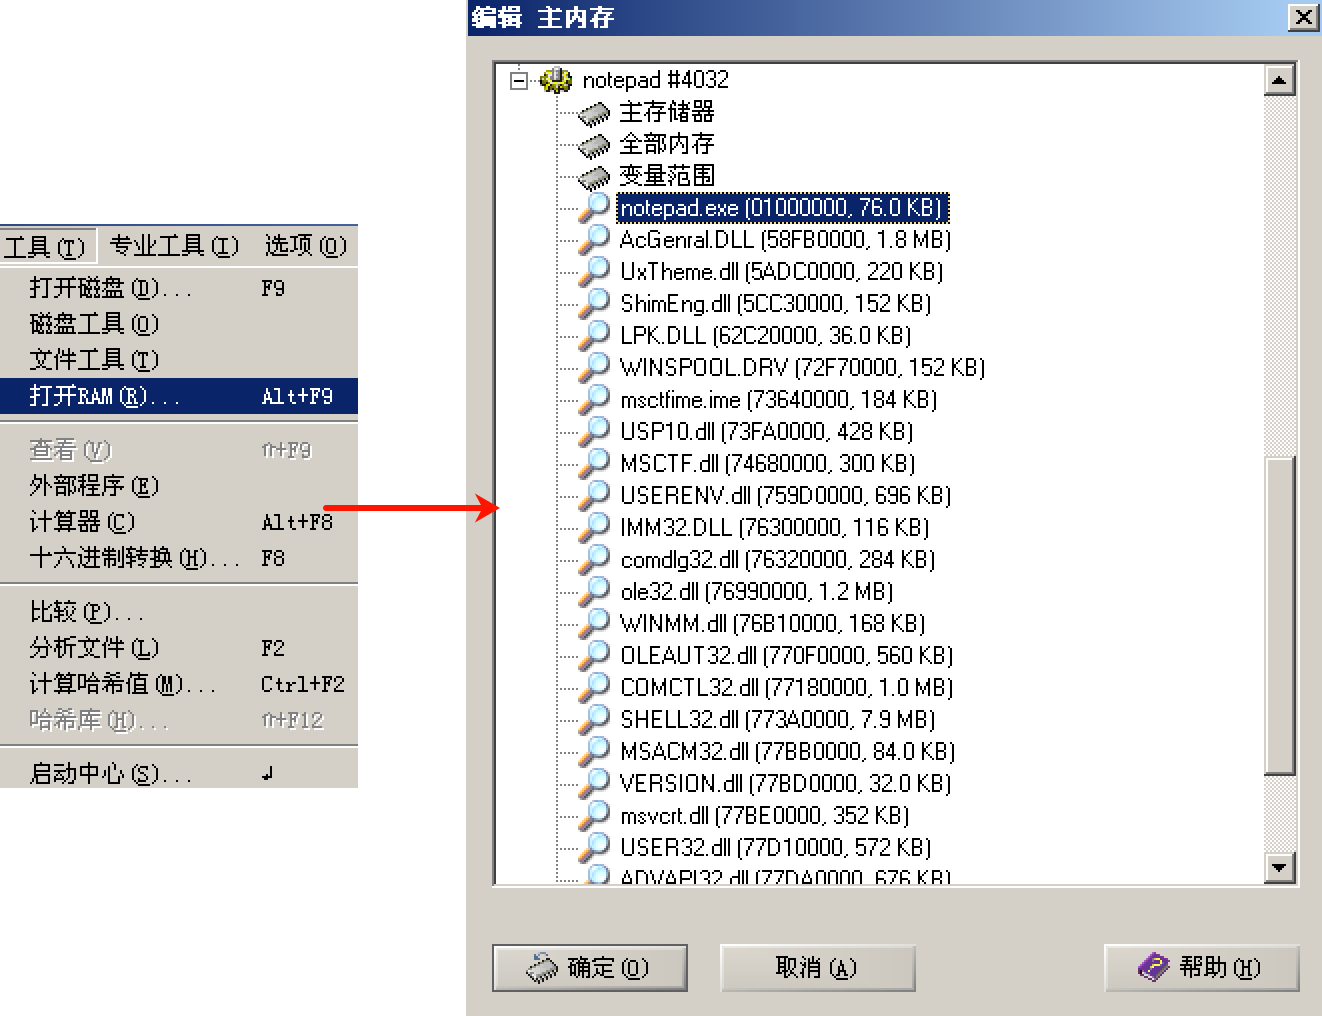 工具(T) 专业工具(I) 选项(O)
打开磁盘(D)... F9
磁盘工具(O)
文件工具(T)
打开RAM(R)... Alt+F9
查看(V) ⇑+F9
外部程序(E)
计算器(C) Alt+F8
十六进制转换(H)... F8
比较(P)...
分析文件(L) F2
计算哈希值(M)... Ctrl+F2
哈希库(H)... ⇑+F12
启动中心(S)... ↲
编辑 主内存
notepad #4032
主存储器
全部内存
变量范围
notepad.exe (01000000, 76.0 KB)
AcGenral.DLL (58FB0000, 1.8 MB)
UxTheme.dll (5ADC0000, 220 KB)
ShimEng.dll (5CC30000, 152 KB)
LPK.DLL (62C20000, 36.0 KB)
WINSPOOL.DRV (72F70000, 152 KB)
msctfime.ime (73640000, 184 KB)
USP10.dll (73FA0000, 428 KB)
MSCTF.dll (74680000, 300 KB)
USERENV.dll (759D0000, 696 KB)
IMM32.DLL (76300000, 116 KB)
comdlg32.dll (76320000, 284 KB)
ole32.dll (76990000, 1.2 MB)
WINMM.dll (76B10000, 168 KB)
OLEAUT32.dll (770F0000, 560 KB)
COMCTL32.dll (77180000, 1.0 MB)
SHELL32.dll (773A0000, 7.9 MB)
MSACM32.dll (77BB0000, 84.0 KB)
VERSION.dll (77BD0000, 32.0 KB)
msvcrt.dll (77BE0000, 352 KB)
USER32.dll (77D10000, 572 KB)
ADVAPI32.dll (77DA0000, 676 KB)
确定(O) 取消(A) 帮助(H)